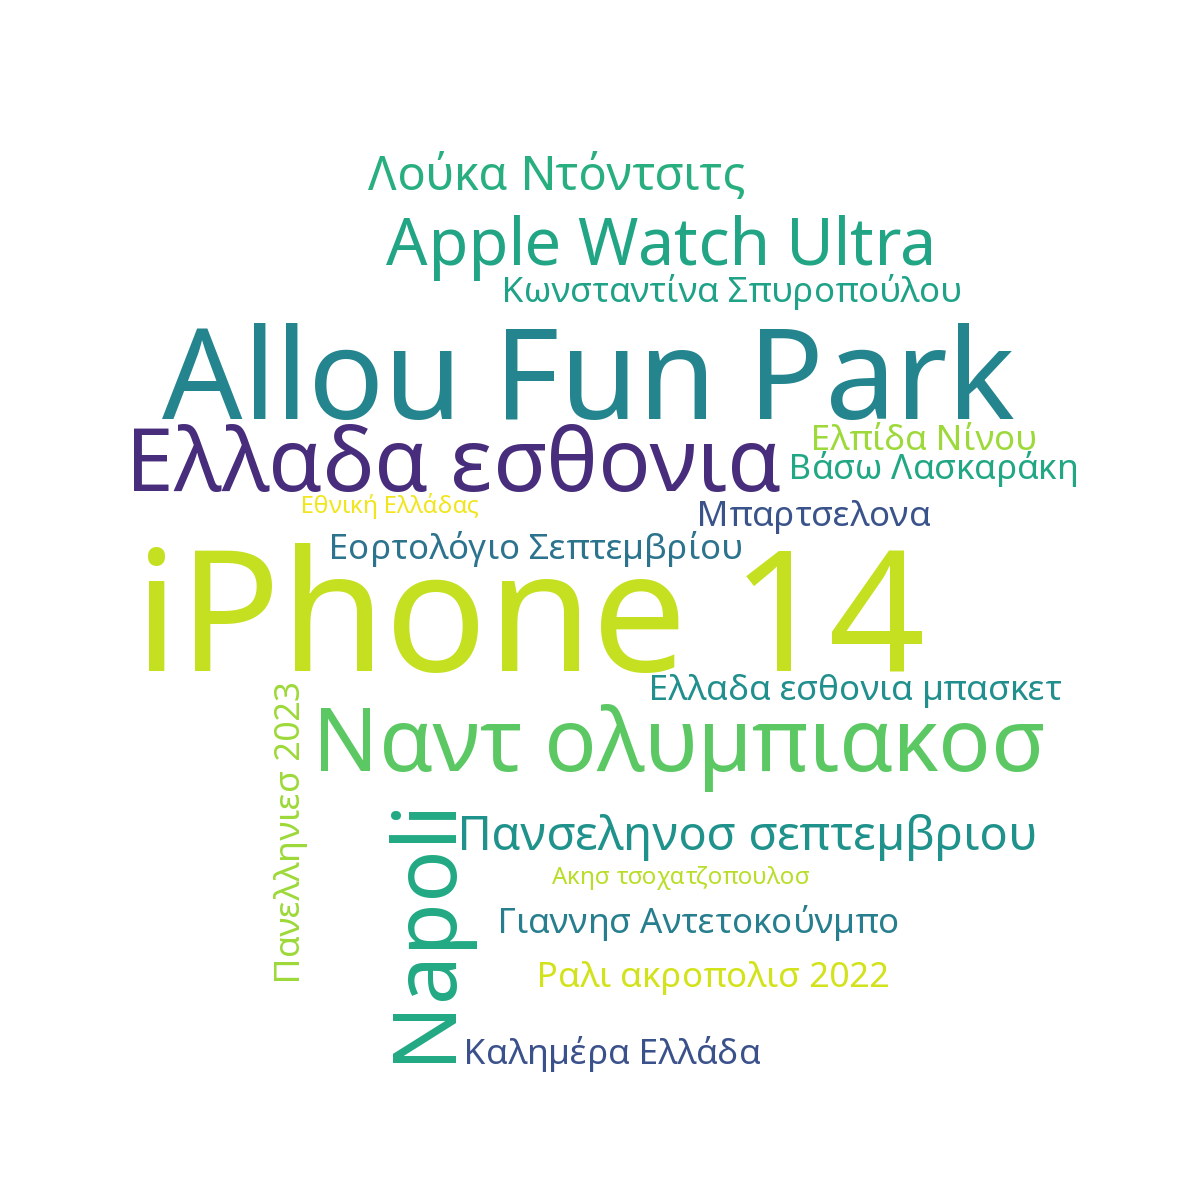 Λούκα Ντόντσιτς
Apple Watch Ultra
Κωνσταντίνα Σπυροπούλου
Allou Fun Park
Ελλαδα εσθονια
Ελπίδα Νίνου
Βάσω Λασκαράκη
Εθνική Ελλάδας
Μπαρτσελονα
Εορτολόγιο Σεπτεμβρίου
iPhone 14
Ελλαδα εσθονια μπασκετ
Πανελληνιεσ 2023
Ναντ ολυμπιακοσ
Napoli
Πανσεληνοσ σεπτεμβριου
Ακησ τσοχατζοπουλοσ
Γιαννησ Αντετοκούνμπο
Ραλι ακροπολισ 2022
Καλημέρα Ελλάδα